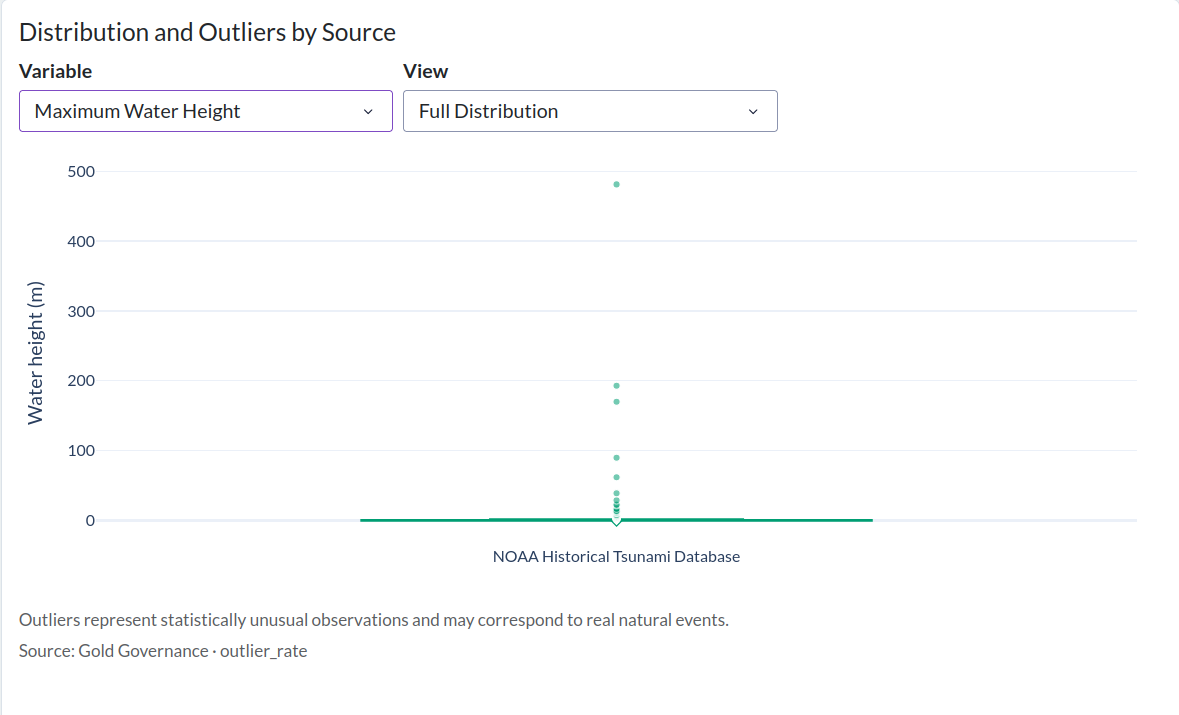 Distribution and Outliers by Source
Variable
View
Maximum Water Height
Full Distribution
500
400
300
200
100
0
Water height (m)
NOAA Historical Tsunami Database
Outliers represent statistically unusual observations and may correspond to real natural events.
Source: Gold Governance · outlier_rate